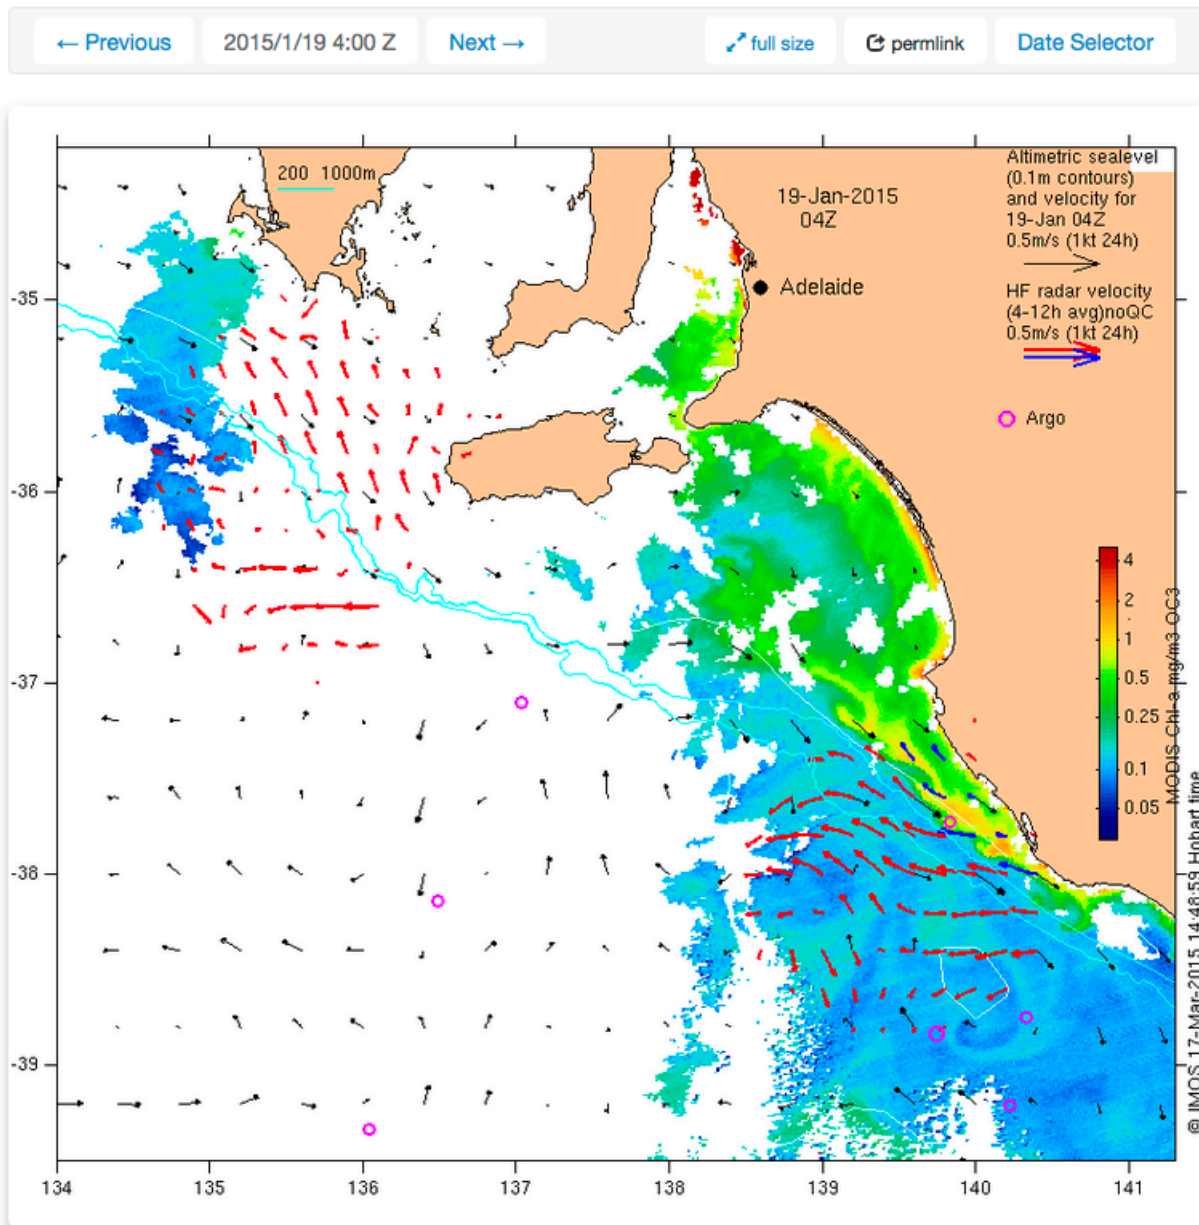 ← Previous
2015/1/19 4:00 Z
Next →
full size
permlink
Date Selector
200 1000m
19-Jan-2015
04Z
Adelaide
Altimetric sealevel
(0.1m contours)
and velocity for
19-Jan 04Z
0.5m/s (1kt 24h)
HF radar velocity
(4-12h avg)noQC
0.5m/s (1kt 24h)
Argo
-35
-36
-37
-38
-39
134
135
136
137
138
139
140
141
4
2
1
0.5
0.25
0.1
0.05
MODIS Chl-a mg/m3 OC3
© IMOS 17-Mar-2015 14:48:59 Hobart time